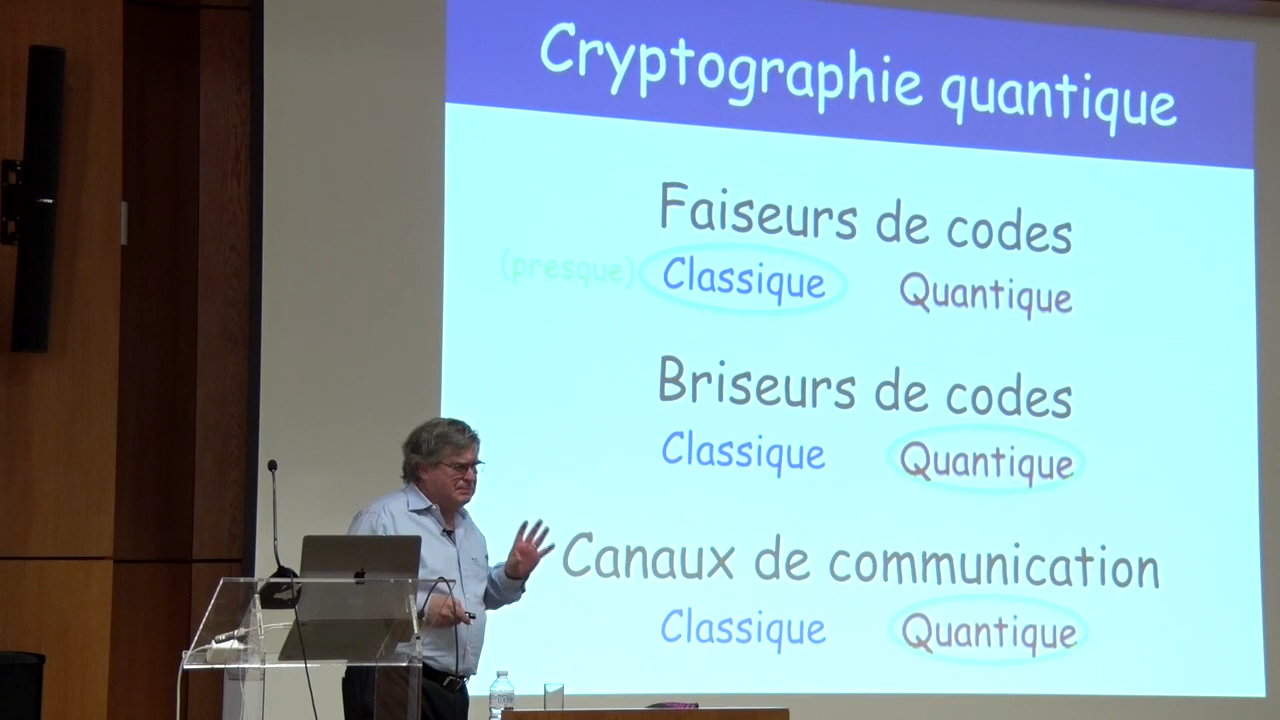 Cryptographie quantique
Faiseurs de codes
(presque) Classique Quantique
Briseurs de codes
Classique Quantique
Canaux de communication
Classique Quantique